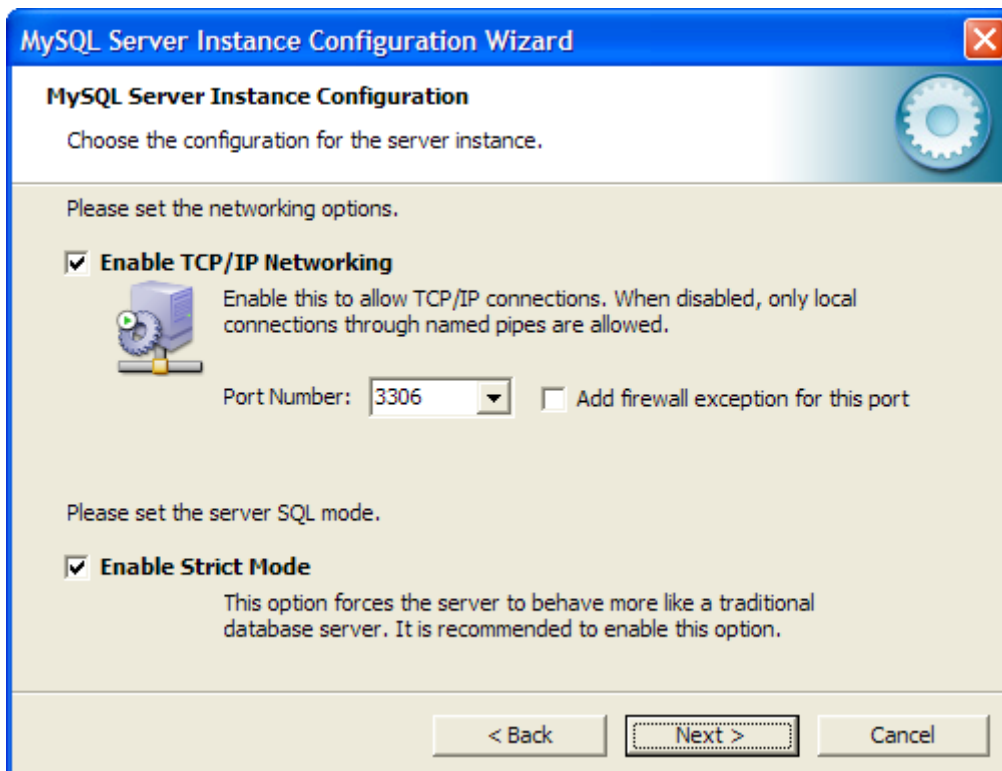 MySQL Server Instance Configuration Wizard
MySQL Server Instance Configuration
Choose the configuration for the server instance.
Please set the networking options.
Enable TCP/IP Networking
Enable this to allow TCP/IP connections. When disabled, only local
connections through named pipes are allowed.
Port Number: 3306 Add firewall exception for this port
Please set the server SQL mode.
Enable Strict Mode
This option forces the server to behave more like a traditional
database server. It is recommended to enable this option.
< Back Next > Cancel